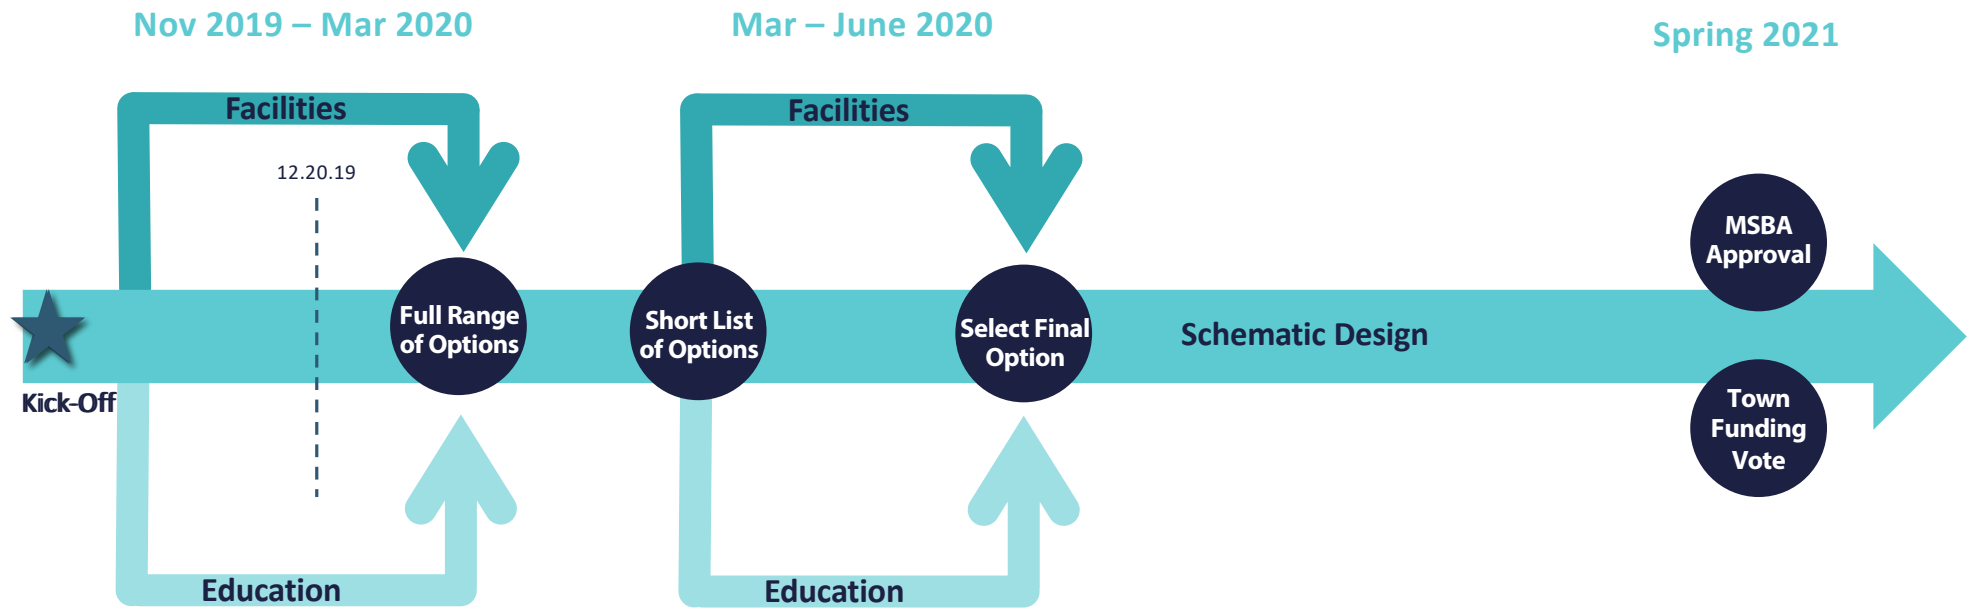 Nov 2019 – Mar 2020
Mar – June 2020
Spring 2021
Facilities
Facilities
12.20.19
MSBA
Approval
Full Range
of Options
Short List
of Options
Select Final
Option
Schematic Design
Kick-Off
Town
Funding
Vote
Education
Education